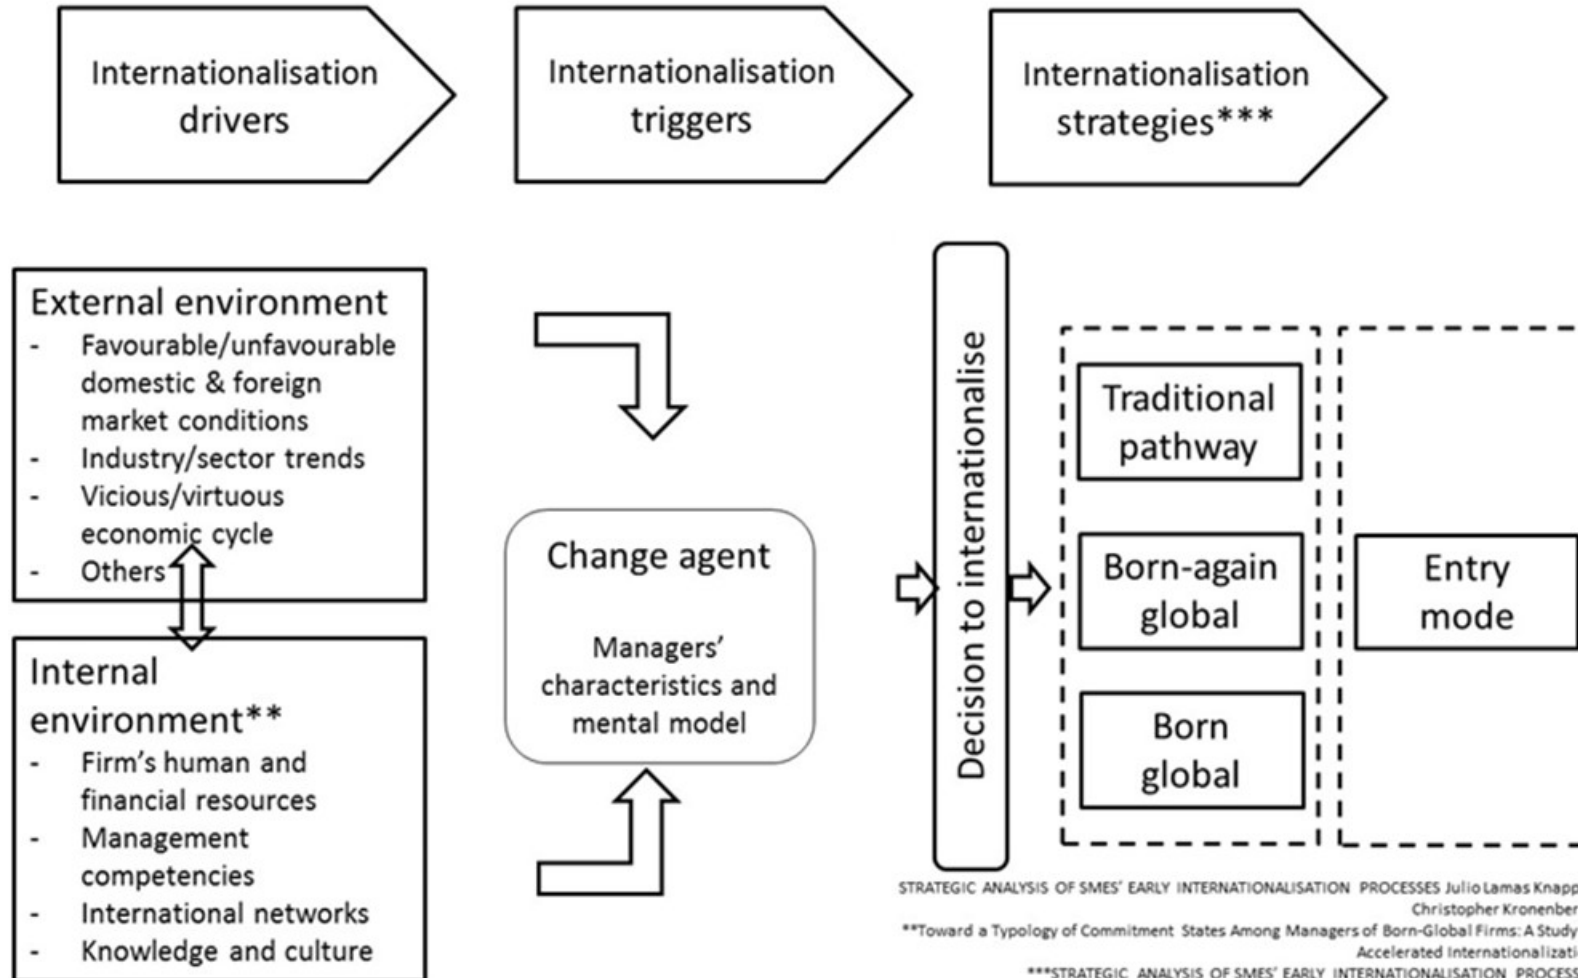 Internationalisation
drivers
Internationalisation
triggers
Internationalisation
strategies***
External environment
- Favourable/unfavourable
domestic & foreign
market conditions
- Industry/sector trends
- Vicious/virtuous
economic cycle
- Others
Internal
environment**
- Firm's human and
financial resources
- Management
competencies
- International networks
- Knowledge and culture
Change agent
Managers'
characteristics and
mental model
Decision to internationalise
Traditional
pathway
Born-again
global
Born
global
Entry
mode
STRATEGIC ANALYSIS OF SMES' EARLY INTERNATIONALISATION PROCESSES Julio Lamas Knapp
Christopher Kronenber
**Toward a Typology of Commitment States Among Managers of Born-Global Firms: A Study
Accelerated Internationalizati
***STRATEGIC ANALYSIS OF SMES' EARLY INTERNATIONALISATION PROCESS